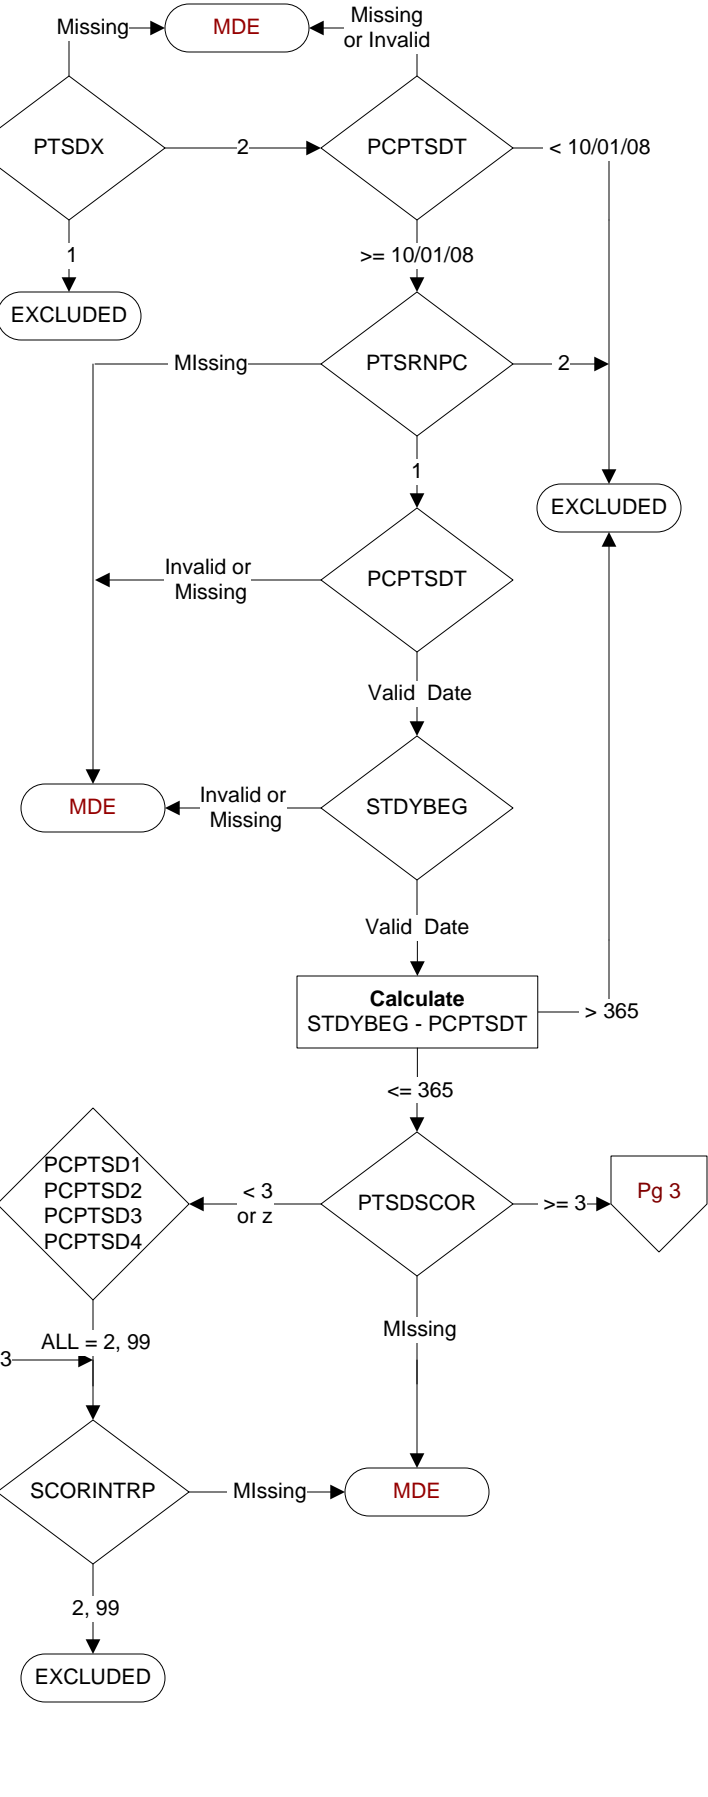 Missing
MDE
Missing
or Invalid
PTSDX
2
PCPTSDT
< 10/01/08
1
>= 10/01/08
EXCLUDED
MIssing
PTSRNPC
2
1
EXCLUDED
Invalid or
Missing
PCPTSDT
Valid Date
MDE
Invalid or
Missing
STDYBEG
Valid Date
Calculate
STDYBEG - PCPTSDT
> 365
<= 365
PCPTSD1
PCPTSD2
PCPTSD3
PCPTSD4
< 3
or z
PTSDSCOR
>= 3
Pg 3
MIssing
ALL = 2, 99
3
SCORINTRP
MIssing
MDE
2, 99
EXCLUDED